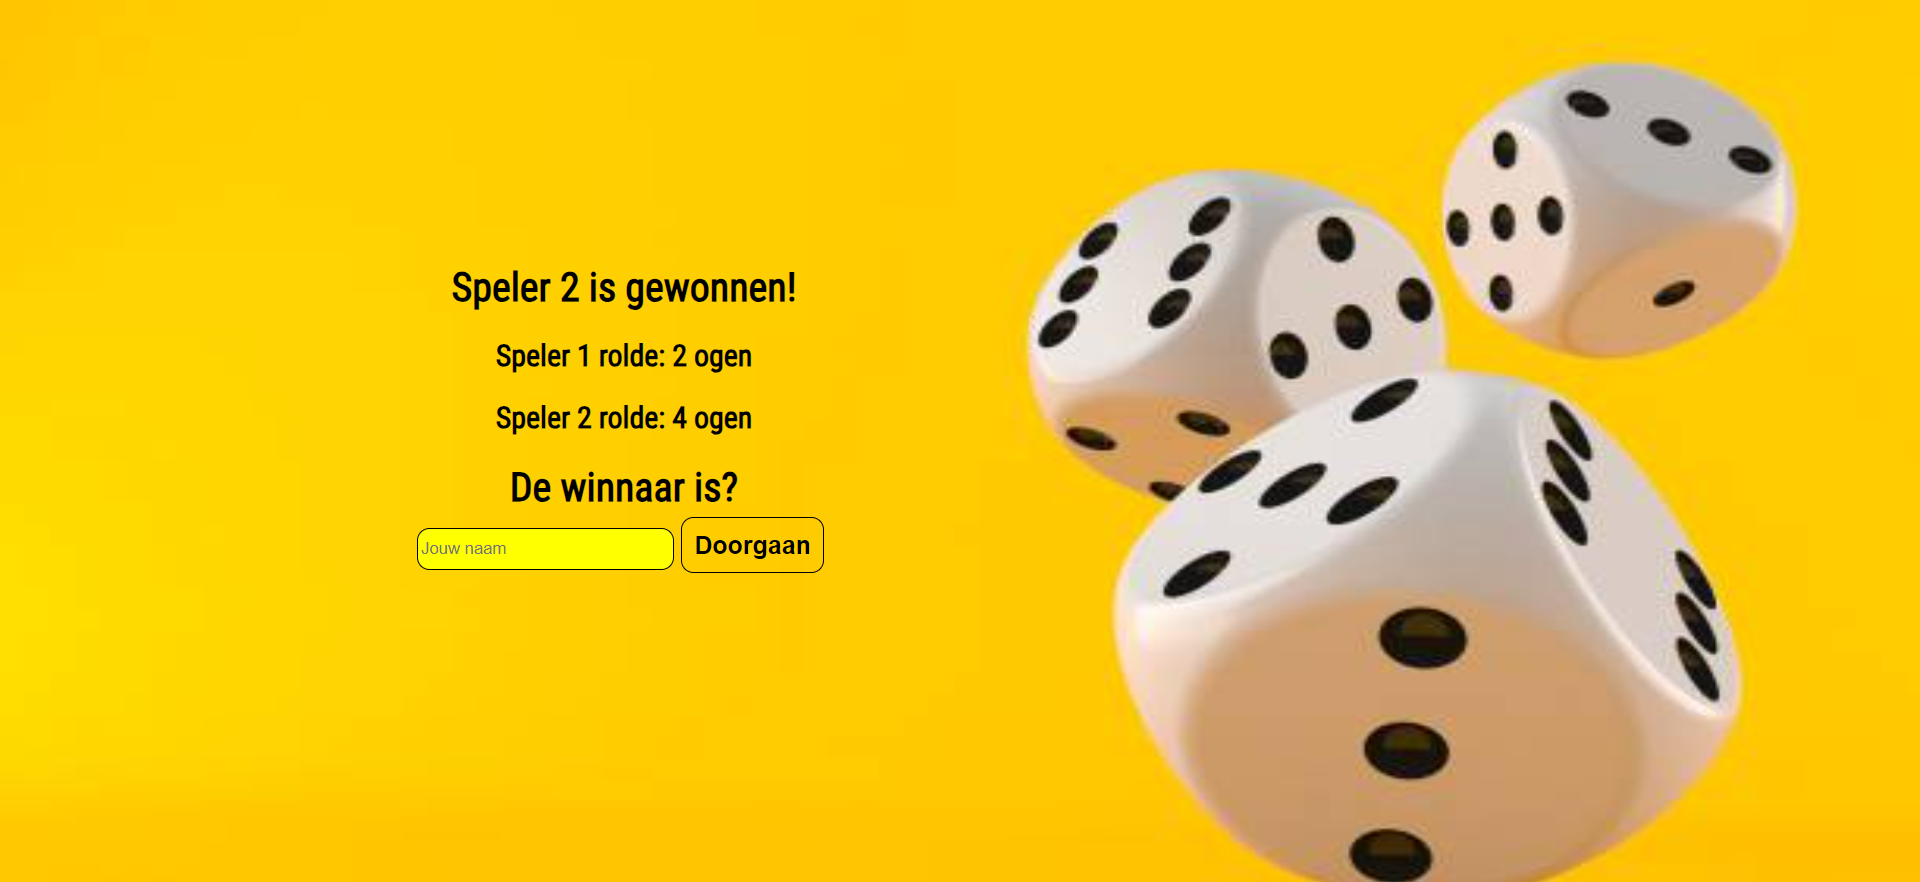 Speler 2 is gewonnen!
Speler 1 rolde: 2 ogen
Speler 2 rolde: 4 ogen
De winnaar is?
Jouw naam
Doorgaan